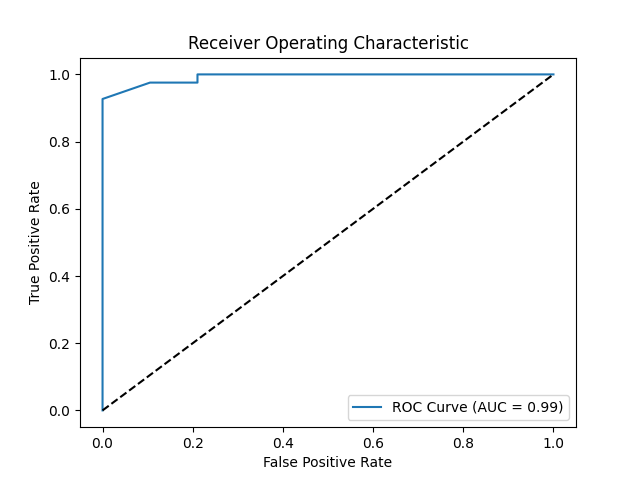 Receiver Operating Characteristic
True Positive Rate
1.0
0.8
0.6
0.4
0.2
0.0
ROC Curve (AUC = 0.99)
0.0 0.2 0.4 0.6 0.8 1.0
False Positive Rate